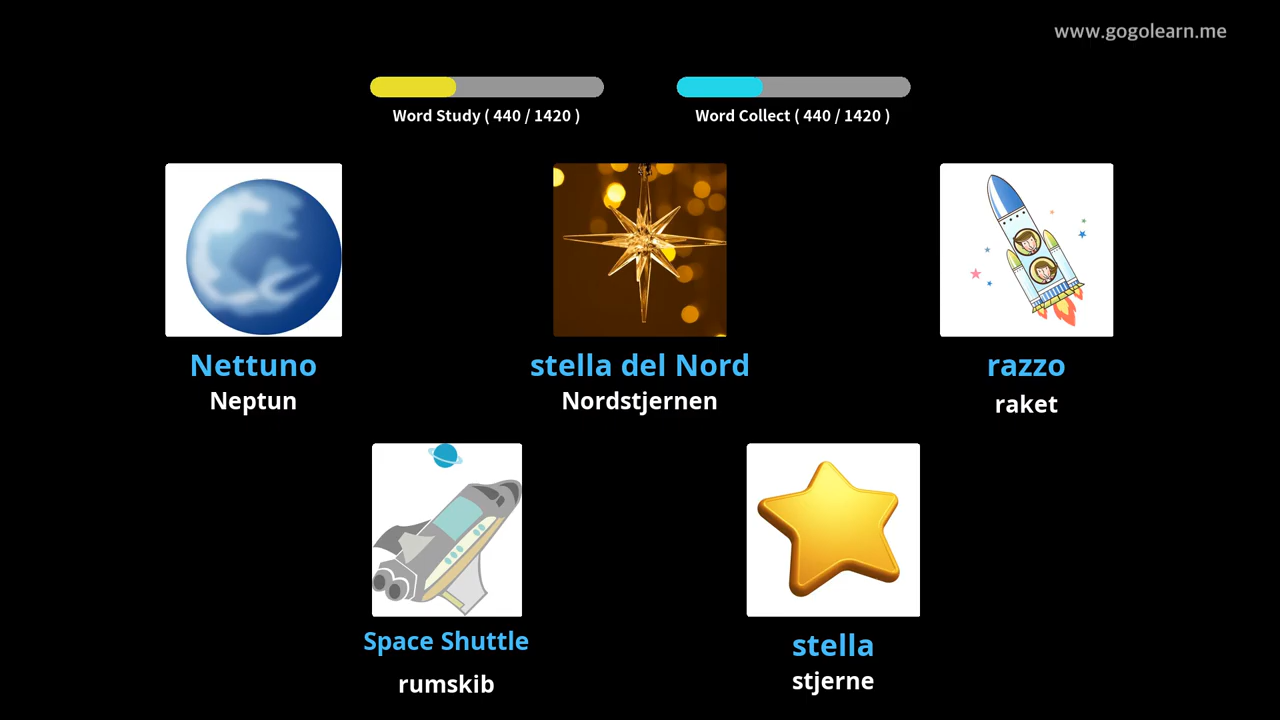 www.gogolearn.me
Word Study ( 440 / 1420 )
Word Collect ( 440 / 1420 )
Nettuno
Neptun
stella del Nord
Nordstjernen
razzo
raket
Space Shuttle
rumskib
stella
stjerne